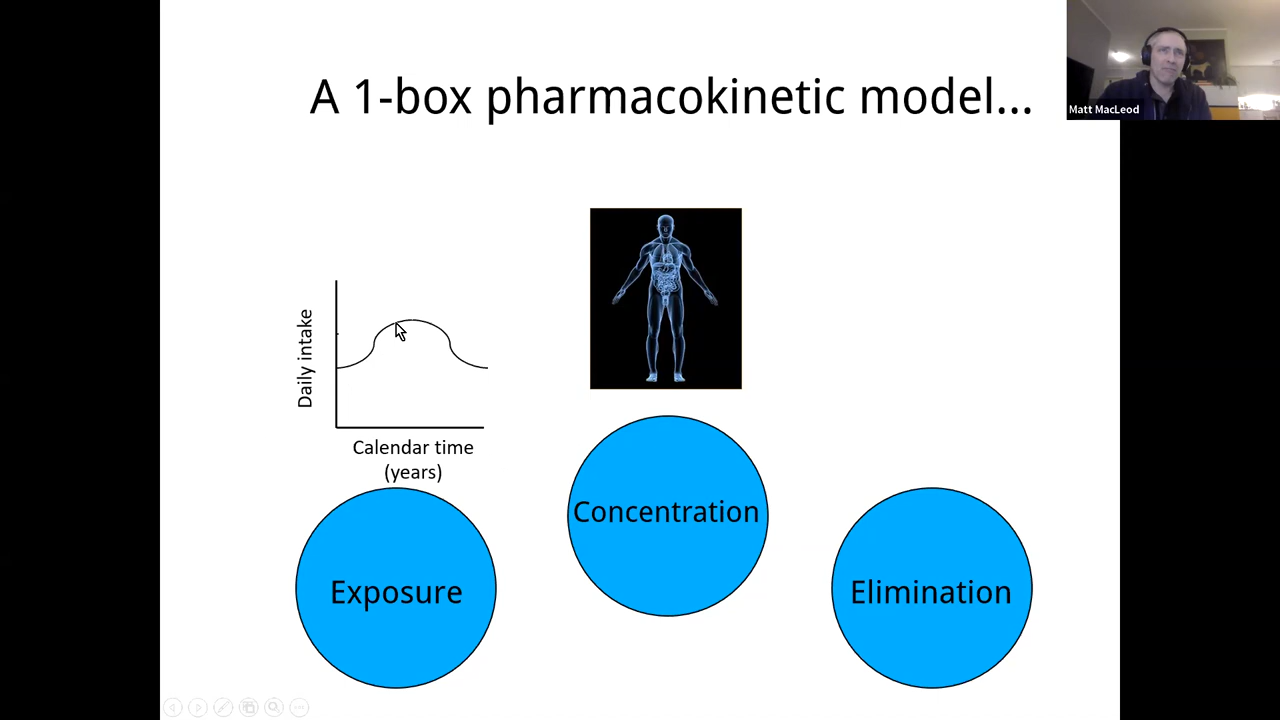 A 1-box pharmacokinetic model...
Matt MacLeod
Daily intake
Calendar time
(years)
Concentration
Exposure
Elimination